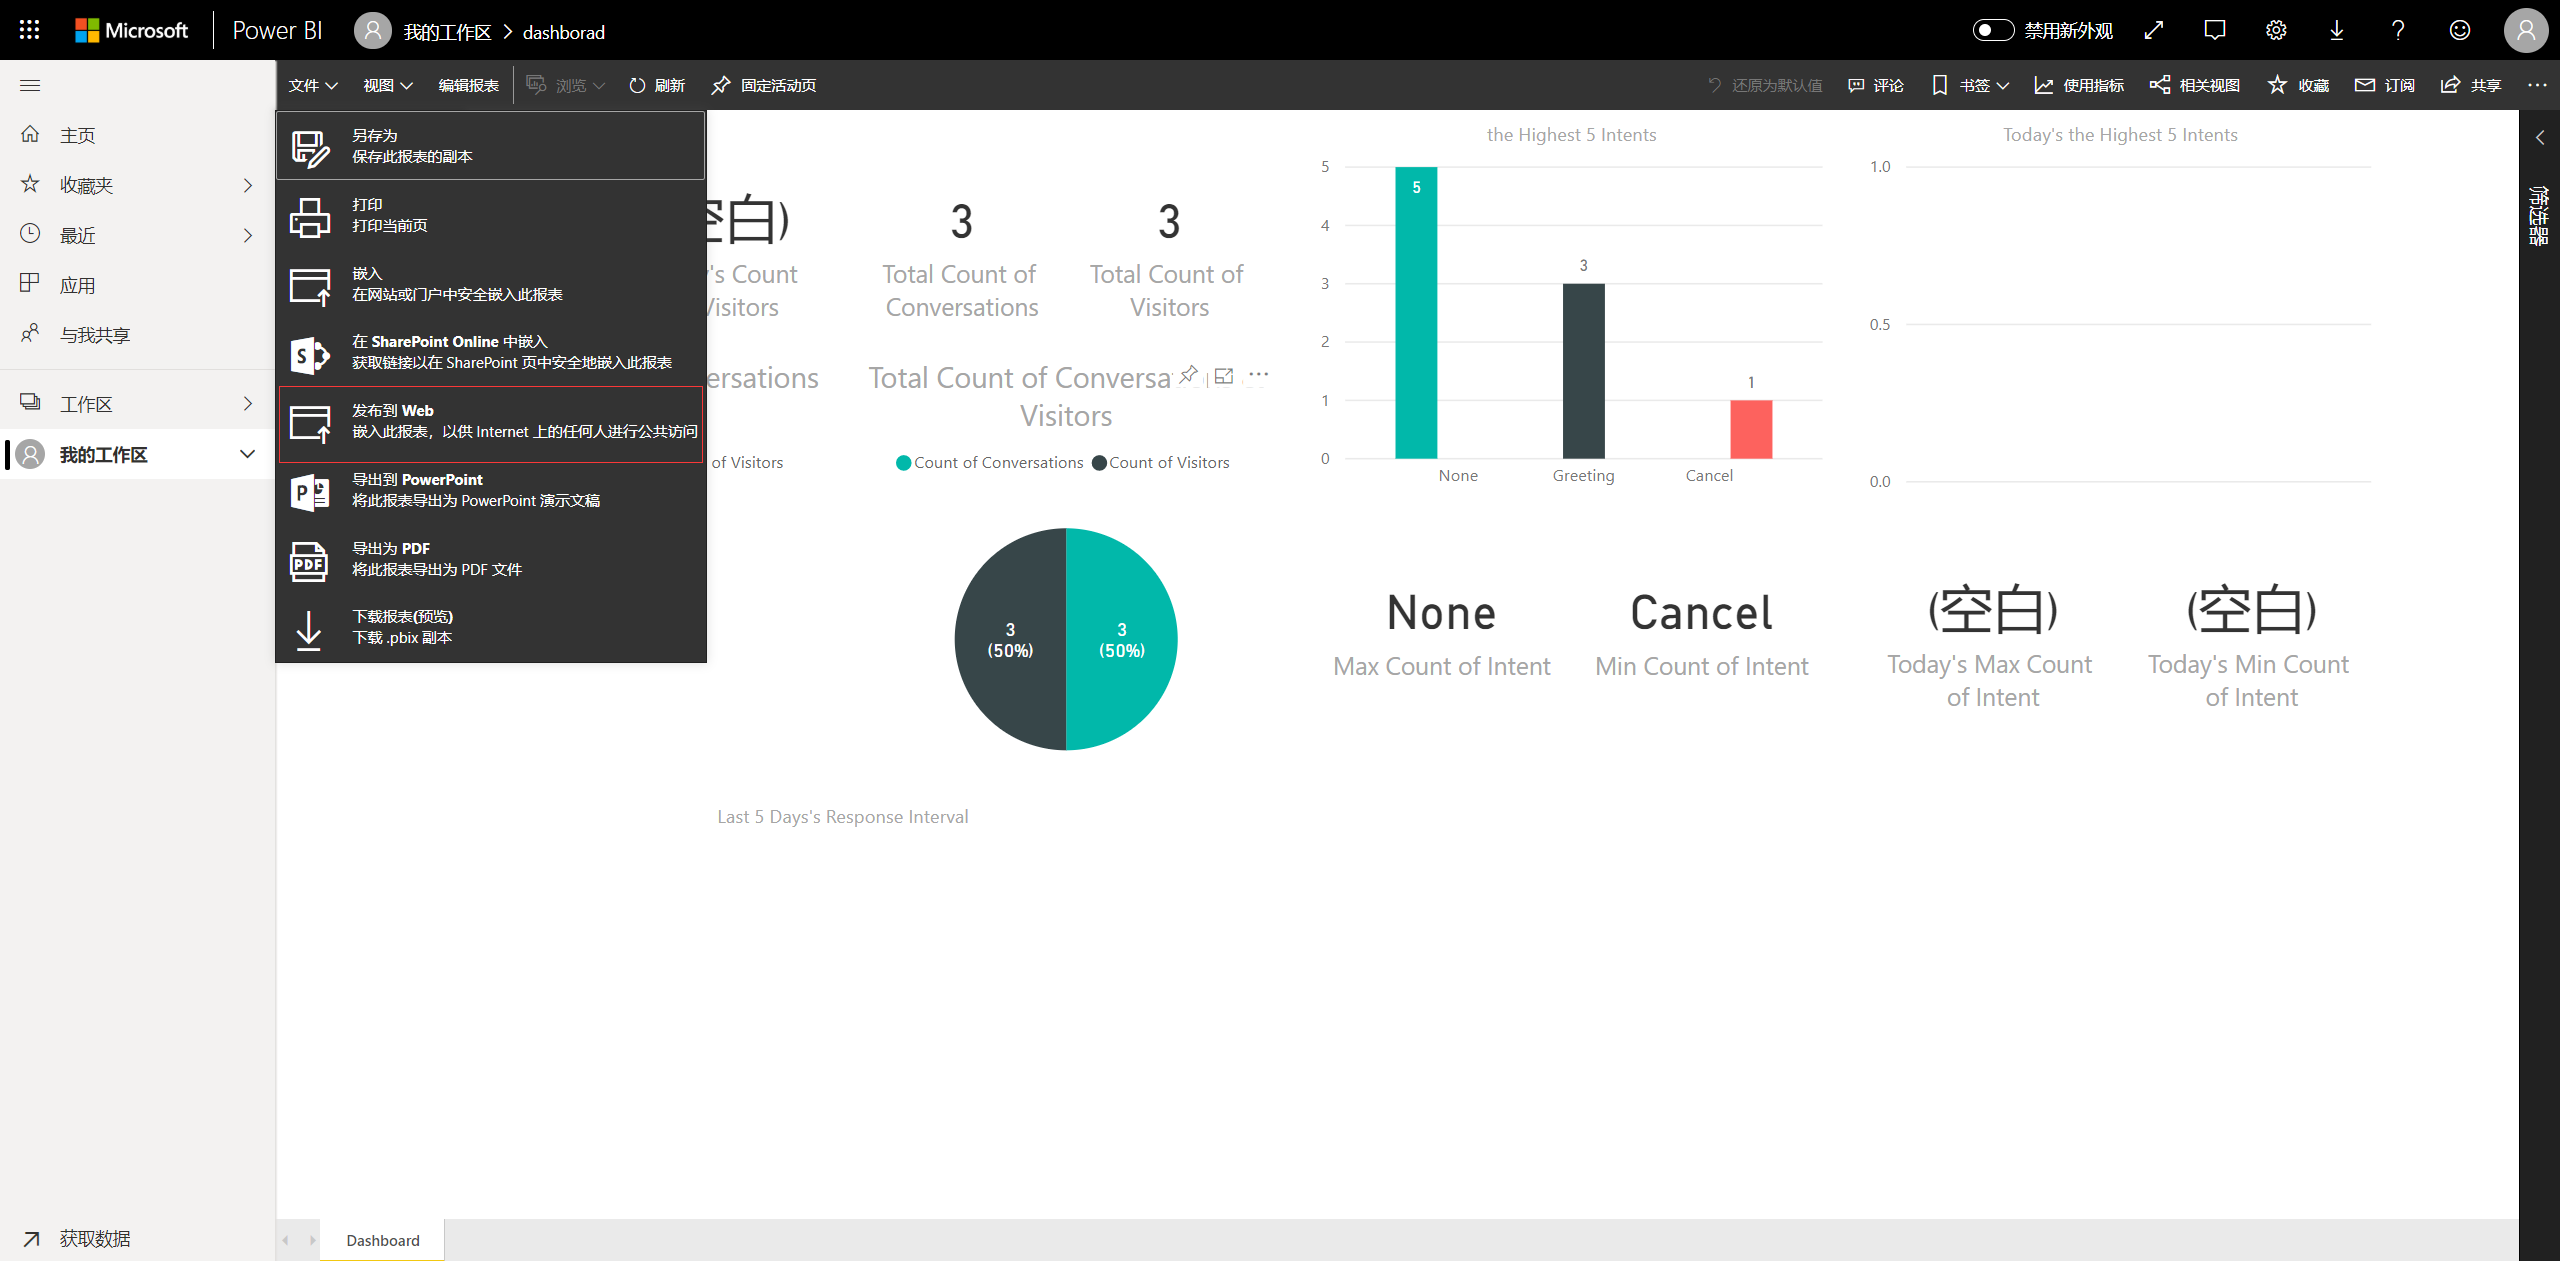 Microsoft Power BI 我的工作区 dashborad 禁用新外观
文件 视图 编辑报表 浏览 刷新 固定活动页 还原为默认值 评论 书签 使用指标 相关视图 收藏 订阅 共享
主页
收藏夹
最近
应用
与我共享
工作区
我的工作区
获取数据
另存为
保存此报表的副本
打印
打印当前页
嵌入
在网站或门户中安全嵌入此报表
在 SharePoint Online 中嵌入
获取链接以在 SharePoint 页中安全地嵌入此报表
发布到 Web
嵌入此报表，以供 Internet 上的任何人进行公共访问
导出到 PowerPoint
将此报表导出为 PowerPoint 演示文稿
导出为 PDF
将此报表导出为 PDF 文件
下载报表(预览)
下载 .pbix 副本
空白)
's Count
Visitors
3
Total Count of
Conversations
3
Total Count of
Visitors
ersations
of Visitors
Total Count of Conversa
Visitors
Count of Conversations Count of Visitors
3
(50%)
3
(50%)
Last 5 Days's Response Interval
the Highest 5 Intents
5
4
3
2
1
0
5
3
1
None Greeting Cancel
Today's the Highest 5 Intents
1.0
0.5
0.0
None
Max Count of Intent
Cancel
Min Count of Intent
(空白)
Today's Max Count
of Intent
(空白)
Today's Min Count
of Intent
筛选器
Dashboard